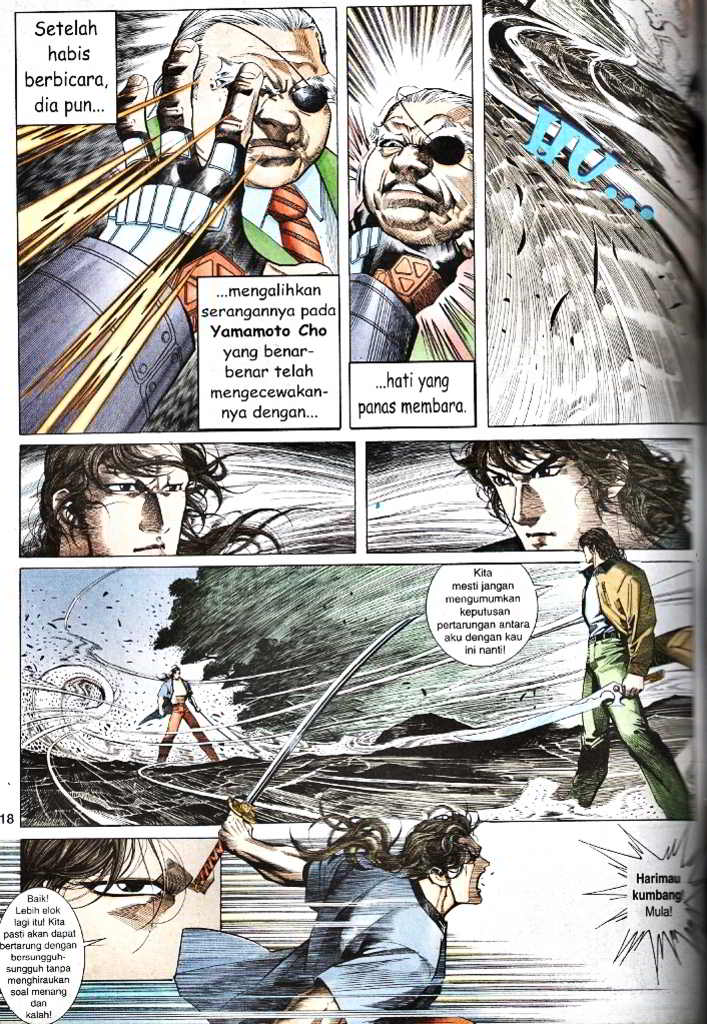 Setelah
habis
berbicara,
dia pun...
...mengalihkan
serangannya pada
Yamamoto Cho
yang benar-
benar telah
mengecewakan-
nya dengan...
...hati yang
panas membara.
HU...
Kita
mesti jangan
mengumumkan
keputusan
pertarungan antara
aku dengan kau
ini nanti!
18
Baik!
Lebih elok
lagi itu! Kita
pasti akan dapat
bertarung dengan
bersungguh-
sungguh tanpa
menghiraukan
soal menang
dan
kalah!
Harimau
kumbang!
Mula!